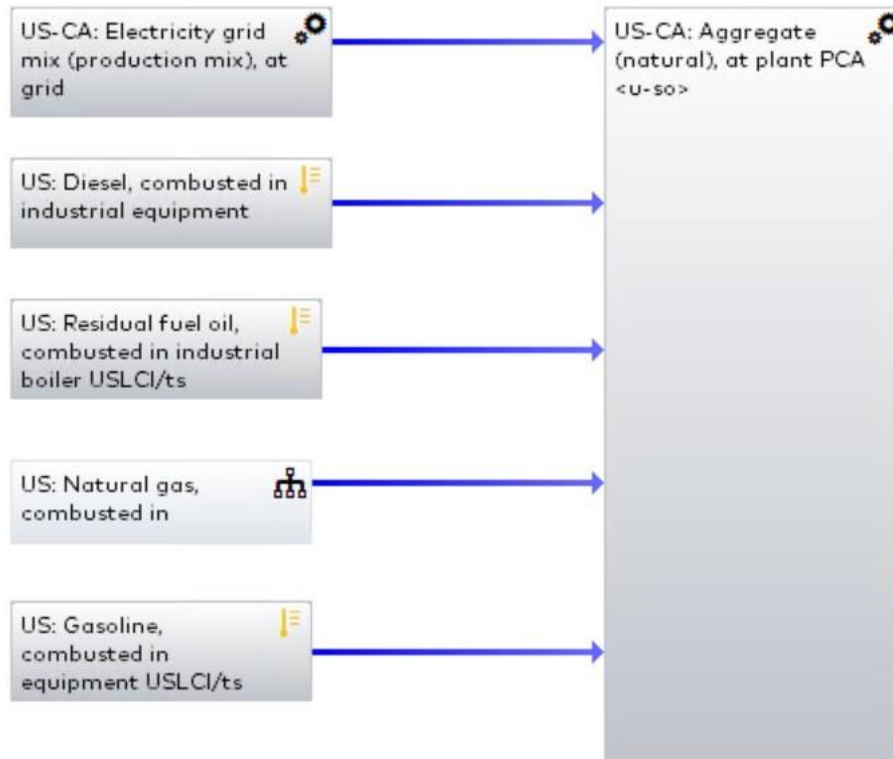 US-CA: Electricity grid
mix (production mix), at
grid
US-CA: Aggregate
(natural), at plant PCA
<u-so>
US: Diesel, combusted in
industrial equipment
US: Residual fuel oil,
combusted in industrial
boiler USLCI/ts
US: Natural gas,
combusted in
US: Gasoline,
combusted in
equipment USLCI/ts